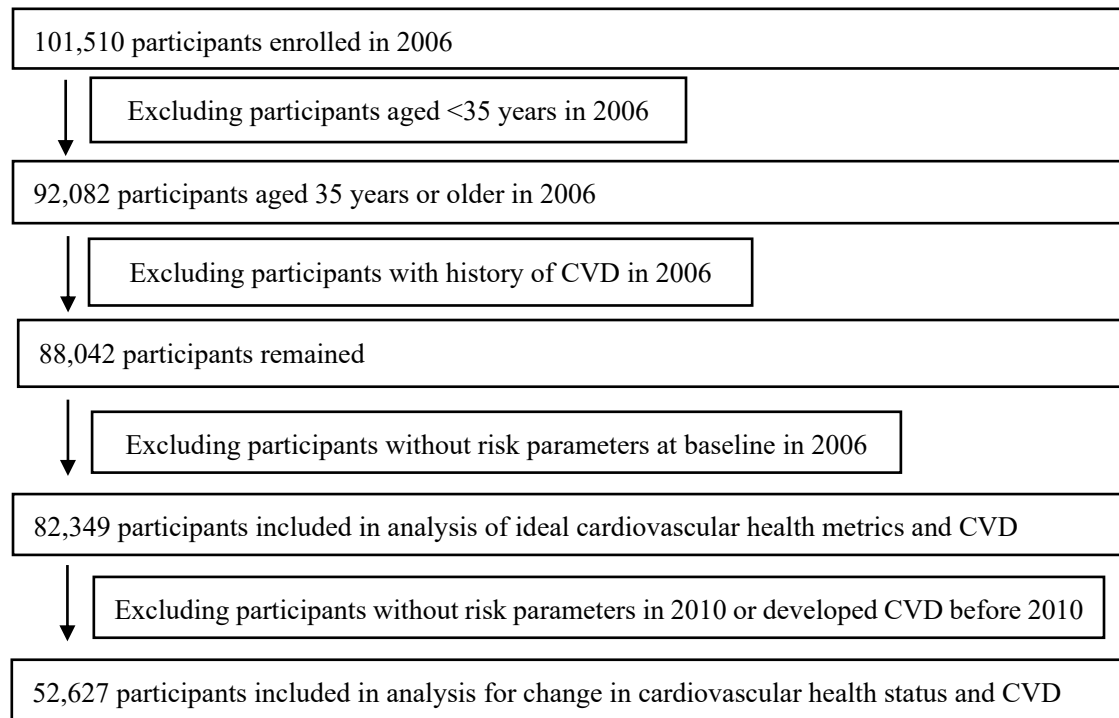 101,510 participants enrolled in 2006
Excluding participants aged <35 years in 2006
92,082 participants aged 35 years or older in 2006
Excluding participants with history of CVD in 2006
88,042 participants remained
Excluding participants without risk parameters at baseline in 2006
82,349 participants included in analysis of ideal cardiovascular health metrics and CVD
Excluding participants without risk parameters in 2010 or developed CVD before 2010
52,627 participants included in analysis for change in cardiovascular health status and CVD